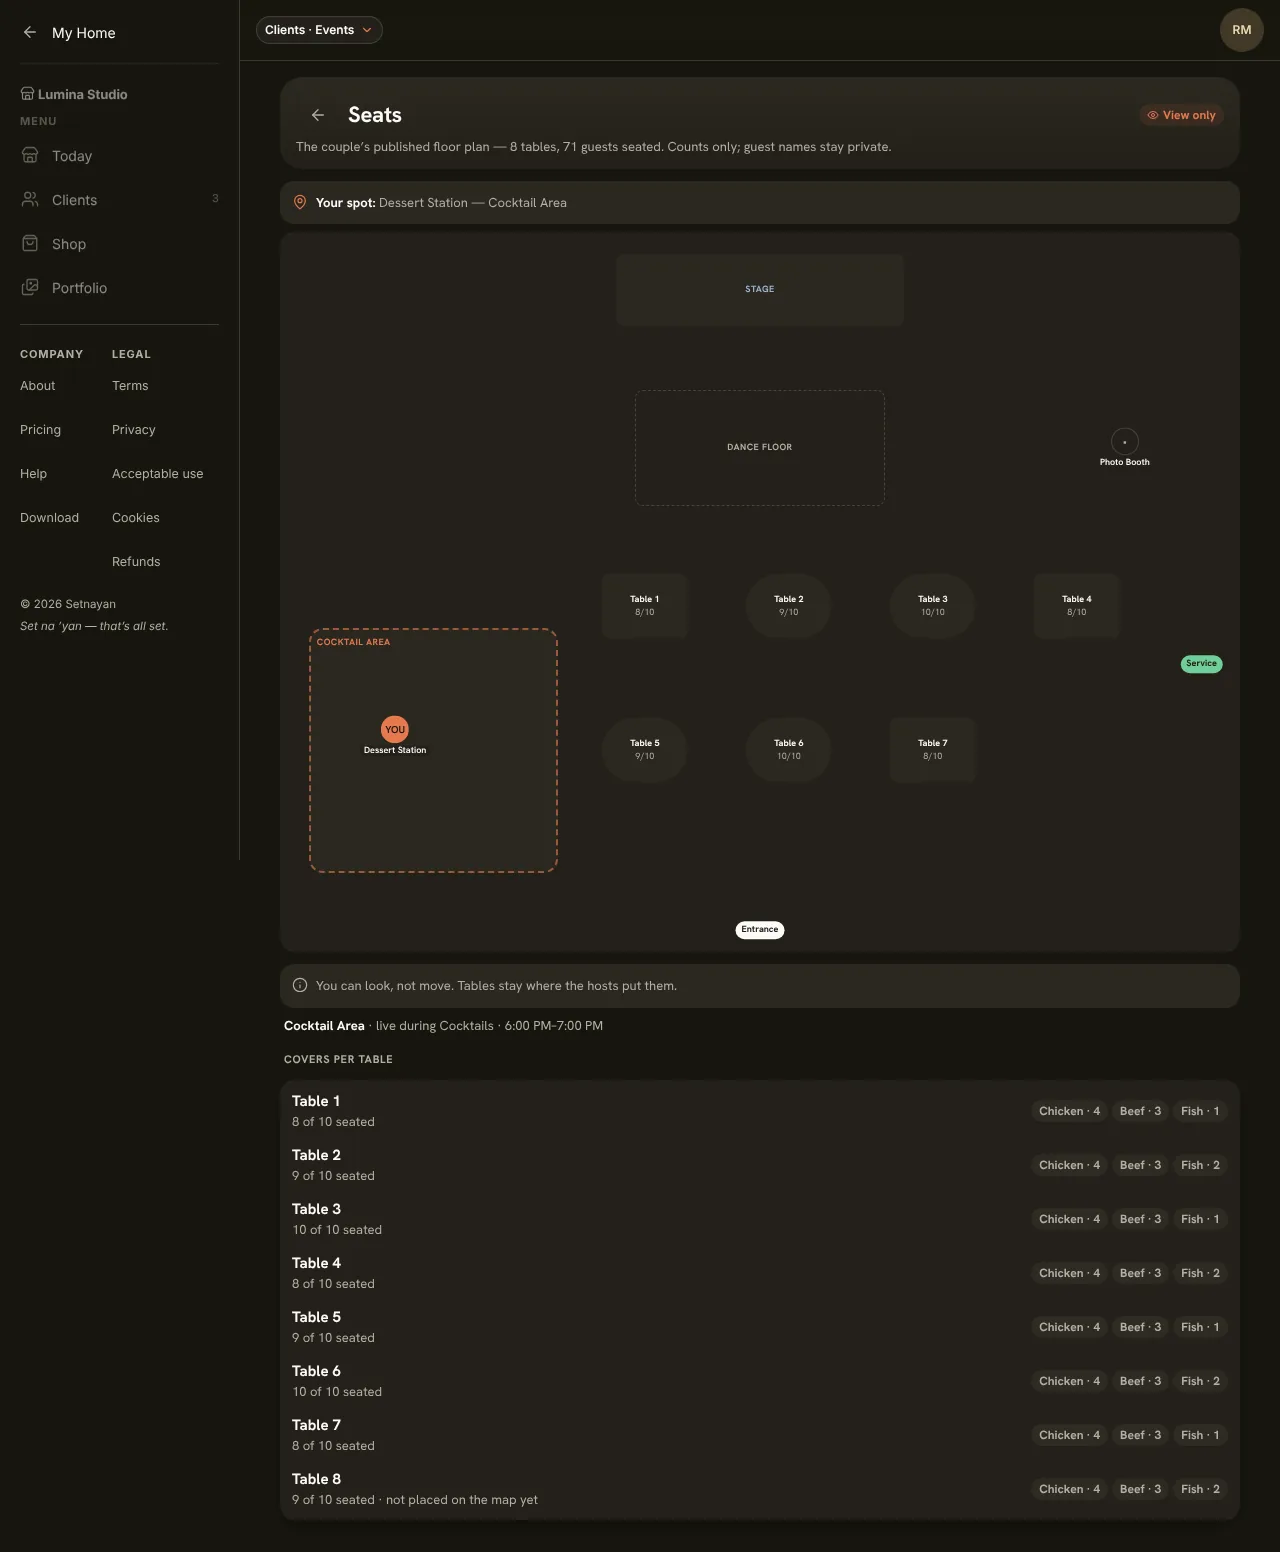 My Home
Lumina Studio
MENU
Today
Clients 3
Shop
Portfolio
COMPANY LEGAL
About Terms
Pricing Privacy
Help Acceptable use
Download Cookies
Refunds
© 2026 Setnayan
Set na 'yan — that's all set.
Clients · Events
RM
Seats
View only
The couple's published floor plan — 8 tables, 71 guests seated. Counts only; guest names stay private.
Your spot: Dessert Station — Cocktail Area
STAGE
DANCE FLOOR
Photo Booth
Table 1
8/10
Table 2
9/10
Table 3
10/10
Table 4
8/10
COCKTAIL AREA
Service
YOU
Dessert Station
Table 5
9/10
Table 6
10/10
Table 7
8/10
Entrance
You can look, not move. Tables stay where the hosts put them.
Cocktail Area · live during Cocktails · 6:00 PM–7:00 PM
COVERS PER TABLE
Table 1
8 of 10 seated
Chicken · 4 Beef · 3 Fish · 1
Table 2
9 of 10 seated
Chicken · 4 Beef · 3 Fish · 2
Table 3
10 of 10 seated
Chicken · 4 Beef · 3 Fish · 1
Table 4
8 of 10 seated
Chicken · 4 Beef · 3 Fish · 2
Table 5
9 of 10 seated
Chicken · 4 Beef · 3 Fish · 1
Table 6
10 of 10 seated
Chicken · 4 Beef · 3 Fish · 2
Table 7
8 of 10 seated
Chicken · 4 Beef · 3 Fish · 1
Table 8
9 of 10 seated · not placed on the map yet
Chicken · 4 Beef · 3 Fish · 2